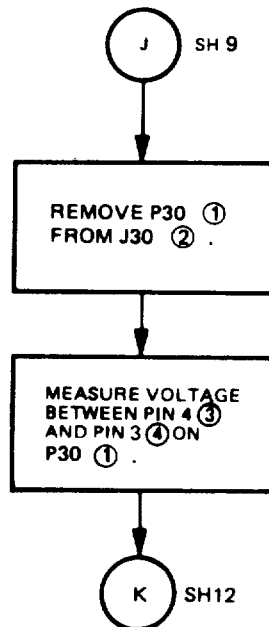 J SH 9
REMOVE P30 ①
FROM J30 ② .
MEASURE VOLTAGE
BETWEEN PIN 4 ③
AND PIN 3 ④ ON
P30 ① .
K SH12